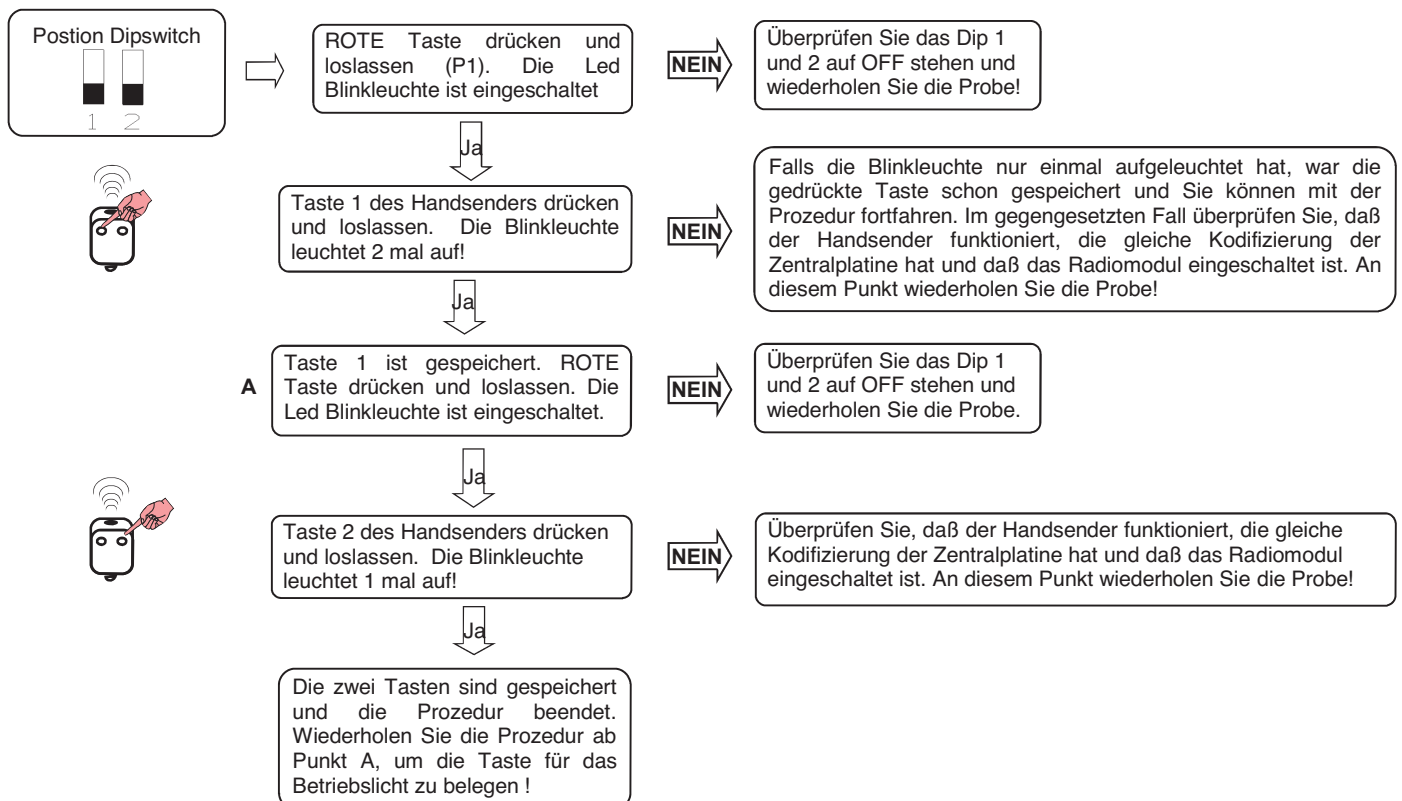 Postion Dipswitch
1 2
ROTE Taste drücken und
loslassen (P1). Die Led
Blinkleuchte ist eingeschaltet
NEIN
Überprüfen Sie das Dip 1
und 2 auf OFF stehen und
wiederholen Sie die Probe!
Ja
Taste 1 des Handsenders drücken
und loslassen. Die Blinkleuchte
leuchtet 2 mal auf!
NEIN
Falls die Blinkleuchte nur einmal aufgeleuchtet hat, war die
gedrückte Taste schon gespeichert und Sie können mit der
Prozedur fortfahren. Im gegengesetzten Fall überprüfen Sie, daß
der Handsender funktioniert, die gleiche Kodifizierung der
Zentralplatine hat und daß das Radiomodul eingeschaltet ist. An
diesem Punkt wiederholen Sie die Probe!
Ja
A
Taste 1 ist gespeichert. ROTE
Taste drücken und loslassen. Die
Led Blinkleuchte ist eingeschaltet.
NEIN
Überprüfen Sie das Dip 1
und 2 auf OFF stehen und
wiederholen Sie die Probe.
Ja
Taste 2 des Handsenders drücken
und loslassen. Die Blinkleuchte
leuchtet 1 mal auf!
NEIN
Überprüfen Sie, daß der Handsender funktioniert, die gleiche
Kodifizierung der Zentralplatine hat und daß das Radiomodul
eingeschaltet ist. An diesem Punkt wiederholen Sie die Probe!
Ja
Die zwei Tasten sind gespeichert
und die Prozedur beendet.
Wiederholen Sie die Prozedur ab
Punkt A, um die Taste für das
Betriebslicht zu belegen !